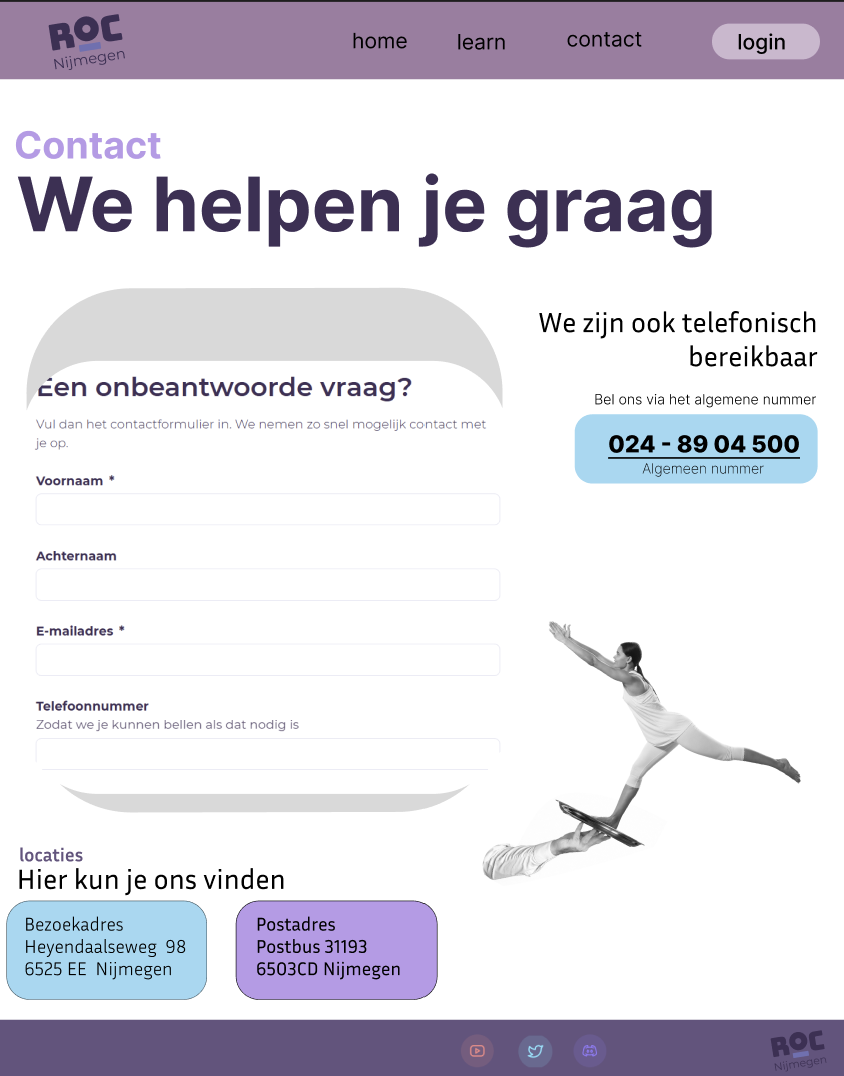 ROC
Nijmegen
home
learn
contact
login
Contact
We helpen je graag
Een onbeantwoorde vraag?
Vul dan het contactformulier in. We nemen zo snel mogelijk contact met
je op.
Voornaam *
Achternaam
E-mailadres *
Telefoonnummer
Zodat we je kunnen bellen als dat nodig is
We zijn ook telefonisch
bereikbaar
Bel ons via het algemene nummer
024 - 89 04 500
Algemeen nummer
locaties
Hier kun je ons vinden
Bezoekadres
Heyendaalseweg 98
6525 EE Nijmegen
Postadres
Postbus 31193
6503CD Nijmegen
ROC
Nijmegen